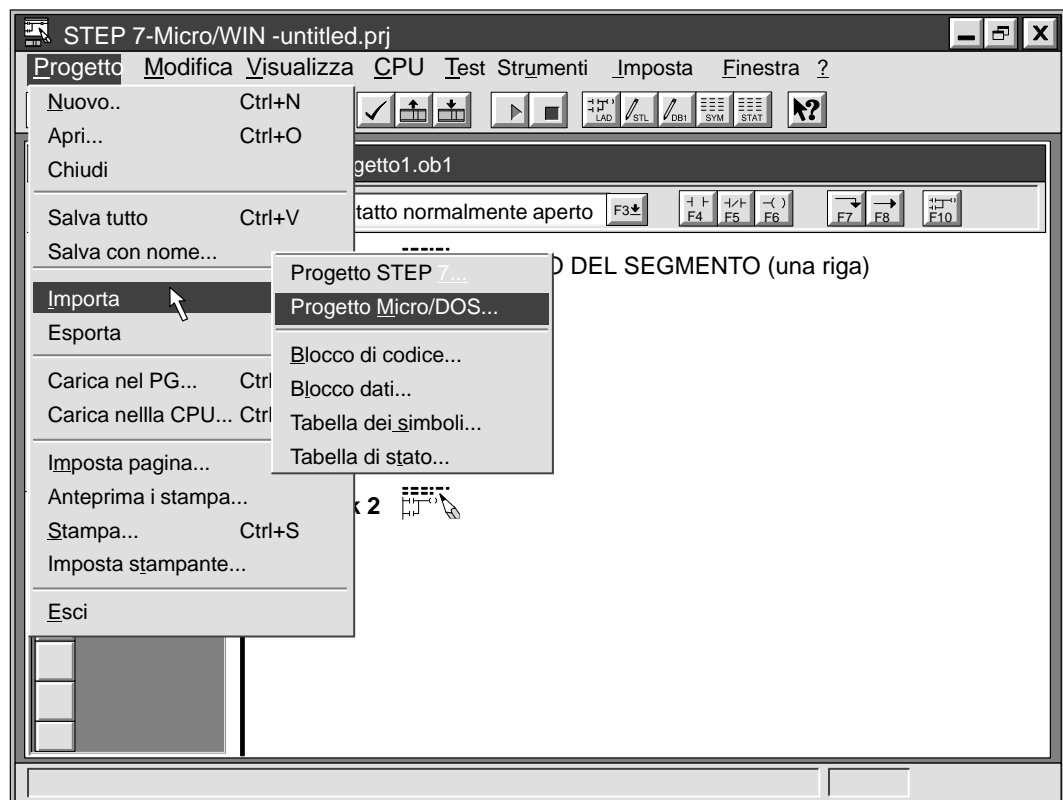 STEP 7-Micro/WIN -untitled.prj
Progetto Modifica Visualizza CPU Test Strumenti Imposta Finestra ?
LAD STL DB1 SYM STAT ?
Nuovo.. Ctrl+N
Apri... Ctrl+O
Chiudi
Salva tutto Ctrl+V
Salva con nome...
Importa
Esporta
Carica nel PG... Ctrl
Carica nellla CPU... Ctrl
Imposta pagina...
Anteprima i stampa...
Stampa... Ctrl+S
Imposta stampante...
Esci
getto1.ob1
tatto normalmente aperto F3 F4 F5 F6 F7 F8 F10
O DEL SEGMENTO (una riga)
Progetto STEP 7...
Progetto Micro/DOS...
Blocco di codice...
Blocco dati...
Tabella dei simboli...
Tabella di stato...
k 2